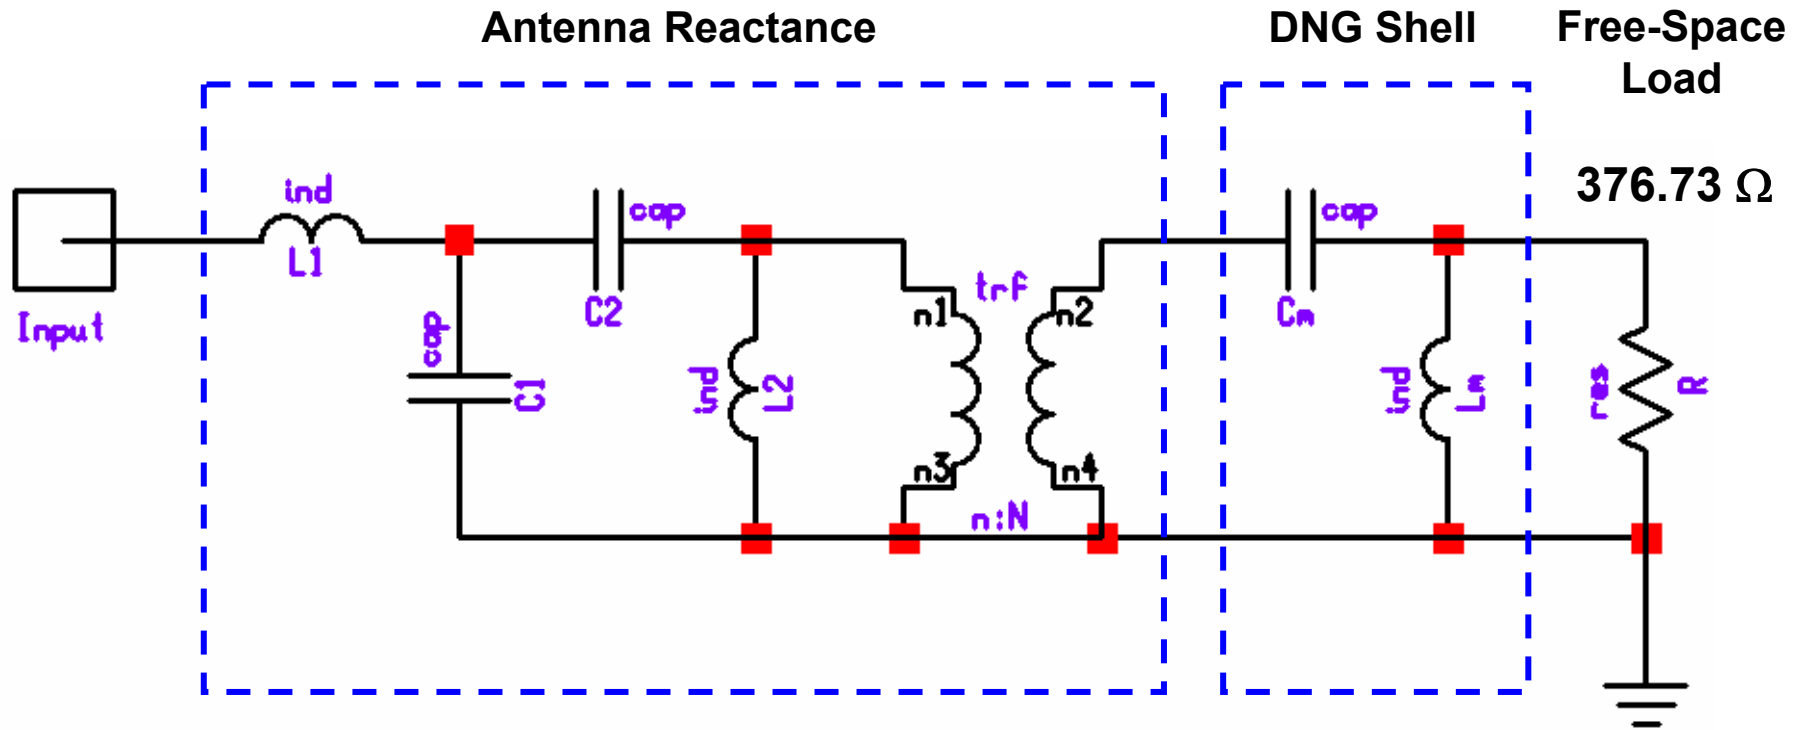 Antenna Reactance
DNG Shell
Free-Space
Load
376.73 Ω
ind
L1
cap
C2
cap
Cm
Input
cap
C1
ind
L2
n1
trf
n2
n3
n4
n:N
ind
Lm
res
R